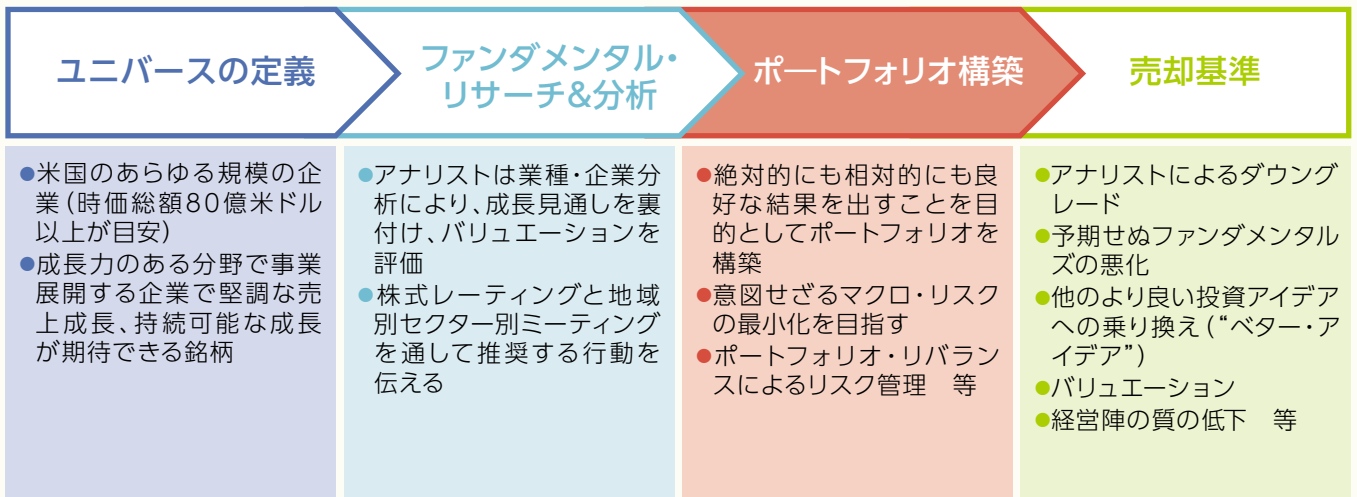 ユニバースの定義
ファンダメンタル・
リサーチ&分析
ポートフォリオ構築
売却基準
●米国のあらゆる規模の企
業(時価総額80億米ドル
以上が目安)
●成長力のある分野で事業
展開する企業で堅調な売
上成長、持続可能な成長
が期待できる銘柄
●アナリストは業種・企業分
析により、成長見通しを裏
付け、バリュエーションを
評価
●株式レーティングと地域
別セクター別ミーティング
を通して推奨する行動を
伝える
●絶対的にも相対的にも良
好な結果を出すことを目
的としてポートフォリオを
構築
●意図せざるマクロ・リスク
の最小化を目指す
●ポートフォリオ・リバラン
スによるリスク管理　等
●アナリストによるダウング
レード
●予期せぬファンダメンタル
ズの悪化
●他のより良い投資アイデア
への乗り換え(“ベター・ア
イデア”)
●バリュエーション
●経営陣の質の低下　等